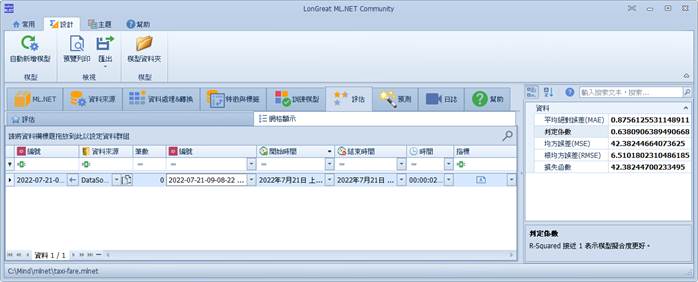 LonGreat ML.NET Community
常用 設計 主題 幫助
自動新增模型 預覽列印 匯出 模型資料夾
模型 檢視 模型
ML.NET 資料來源 資料處理&轉換 特徵與標籤 訓練模型 評估 預測 日誌 幫助
評估 網格顯示
請將資料欄標題拖放到此以設定資料群組
編號 資料來源 筆數 編號 開始時間 結束時間 時間 指標
2022-07-21-0... DataSo... 0 2022-07-21-09-08-22 ... 2022年7月21日 上... 2022年7月21日 ... 00:00:02...
資料 1 / 1
輸入搜索文本，搜索...
資料
平均絕對誤差(MAE) 0.8756125531148911
判定係數 0.6380906389490668
均方誤差(MSE) 42.38244664073625
根均方誤差(RMSE) 6.5101802310486185
損失函數 42.38244700233495
判定係數
R-Squared 接近 1 表示模型擬合度更好。
C:\Mind\mlnet\taxi-fare.mlnet